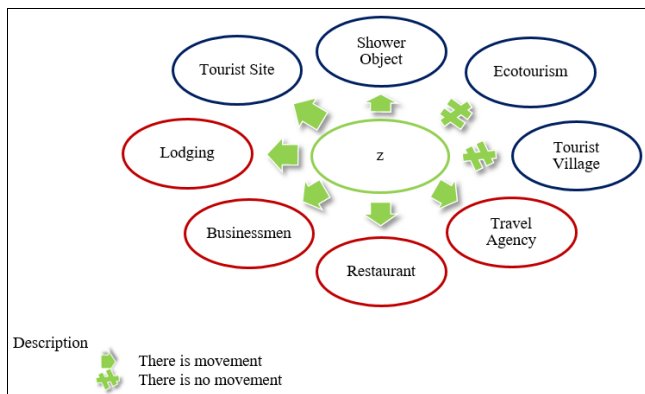 Shower
Object
Tourist Site
Ecotourism
Lodging
z
Tourist
Village
Businessmen
Travel
Agency
Restaurant
Description
There is movement
There is no movement